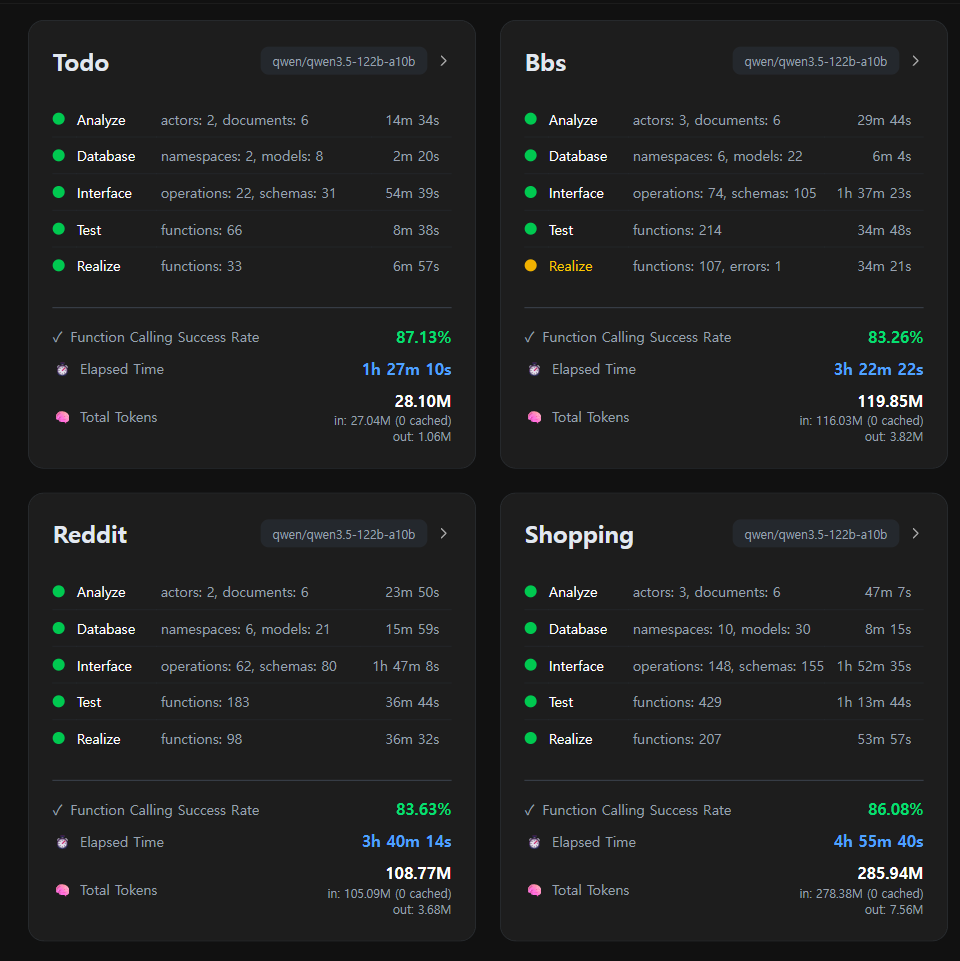 Todo
qwen/qwen3.5-122b-a10b
Analyze actors: 2, documents: 6 14m 34s
Database namespaces: 2, models: 8 2m 20s
Interface operations: 22, schemas: 31 54m 39s
Test functions: 66 8m 38s
Realize functions: 33 6m 57s
✓ Function Calling Success Rate 87.13%
Elapsed Time 1h 27m 10s
Total Tokens 28.10M
in: 27.04M (0 cached)
out: 1.06M
Bbs
qwen/qwen3.5-122b-a10b
Analyze actors: 3, documents: 6 29m 44s
Database namespaces: 6, models: 22 6m 4s
Interface operations: 74, schemas: 105 1h 37m 23s
Test functions: 214 34m 48s
Realize functions: 107, errors: 1 34m 21s
✓ Function Calling Success Rate 83.26%
Elapsed Time 3h 22m 22s
Total Tokens 119.85M
in: 116.03M (0 cached)
out: 3.82M
Reddit
qwen/qwen3.5-122b-a10b
Analyze actors: 2, documents: 6 23m 50s
Database namespaces: 6, models: 21 15m 59s
Interface operations: 62, schemas: 80 1h 47m 8s
Test functions: 183 36m 44s
Realize functions: 98 36m 32s
✓ Function Calling Success Rate 83.63%
Elapsed Time 3h 40m 14s
Total Tokens 108.77M
in: 105.09M (0 cached)
out: 3.68M
Shopping
qwen/qwen3.5-122b-a10b
Analyze actors: 3, documents: 6 47m 7s
Database namespaces: 10, models: 30 8m 15s
Interface operations: 148, schemas: 155 1h 52m 35s
Test functions: 429 1h 13m 44s
Realize functions: 207 53m 57s
✓ Function Calling Success Rate 86.08%
Elapsed Time 4h 55m 40s
Total Tokens 285.94M
in: 278.38M (0 cached)
out: 7.56M